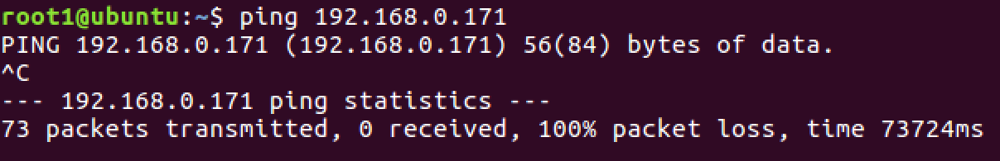 root1@ubuntu:~$ ping 192.168.0.171
PING 192.168.0.171 (192.168.0.171) 56(84) bytes of data.
^C
--- 192.168.0.171 ping statistics ---
73 packets transmitted, 0 received, 100% packet loss, time 73724ms